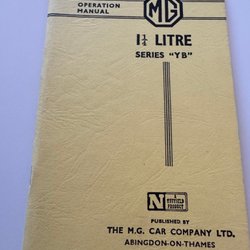 OPERATION
MANUAL
MG
1¼ LITRE
SERIES "YB"
N
A
NUFFIELD
PRODUCT
PUBLISHED BY
THE M.G. CAR COMPANY LTD.
ABINGDON-ON-THAMES